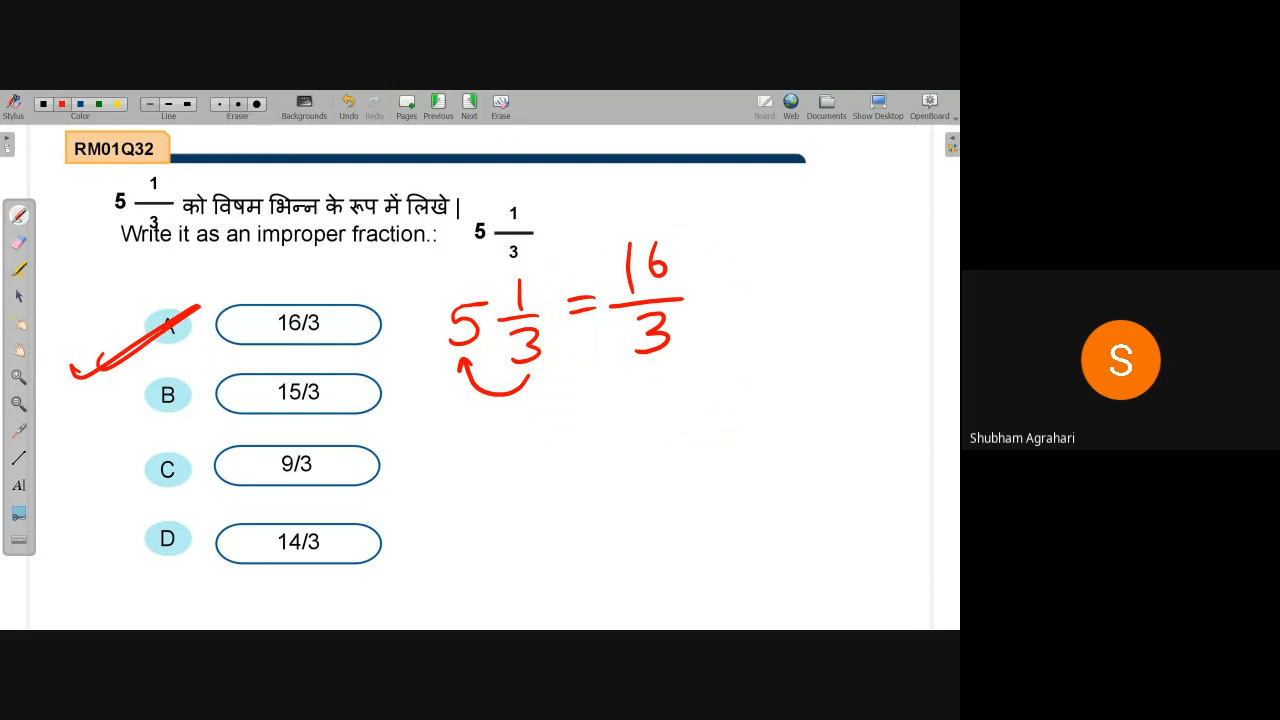 Stylus
Color
Line
Eraser
Backgrounds
Undo
Redo
Pages
Previous
Next
Erase
Board
Web
Documents
Show Desktop
OpenBoard
RM01Q32
5 1/3 को विषम भिन्न के रूप में लिखे |
Write it as an improper fraction.: 5 1/3
5 1/3 = 16/3
A 16/3
B 15/3
C 9/3
D 14/3
S
Shubham Agrahari